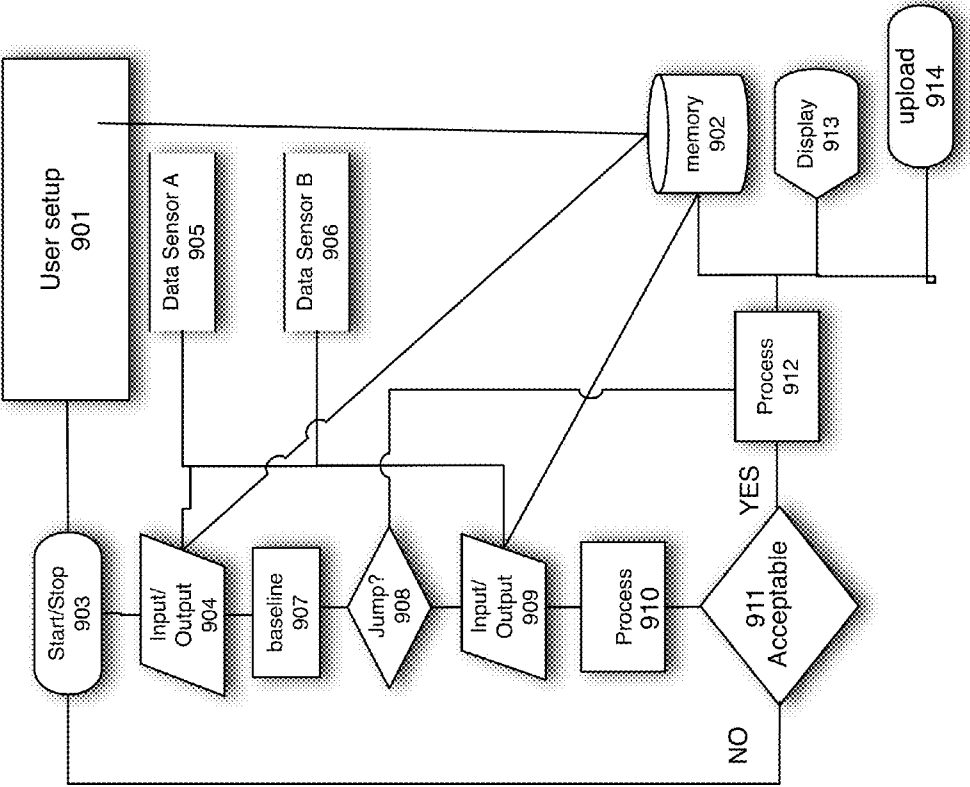 User setup
901
Data Sensor A
905
Data Sensor B
906
memory
902
Display
913
upload
914
Start/Stop
903
Input/
Output
904
baseline
907
Jump?
908
Input/
Output
909
Process
910
911
Acceptable
Process
912
YES
NO